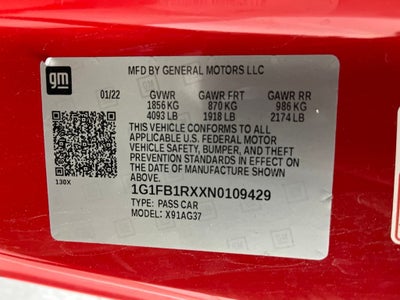 gm
MFD BY GENERAL MOTORS LLC
01/22 GVWR GAWR FRT GAWR RR
1856 KG 870 KG 986 KG
4093 LB 1918 LB 2174 LB
THIS VEHICLE CONFORMS TO ALL
APPLICABLE U.S. FEDERAL MOTOR
VEHICLE SAFETY, BUMPER, AND THEFT
PREVENTION STANDARDS IN EFFECT ON
THE DATE OF MANUFACTURE SHOWN ABOVE.
130X
1G1FB1RXXN0109429
TYPE: PASS CAR
MODEL: X91AG37